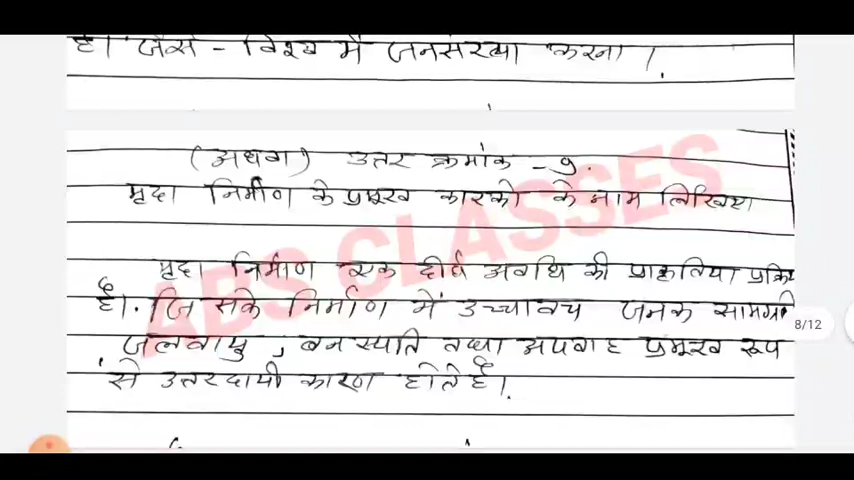 है। जैसे - विश्व में जनसंख्या करना।
(अथवा) उत्तर क्रमांक - 9.
मृदा निर्माण के प्रमुख कारको के नाम लिखिए
मृदा निर्माण एक दीर्घ अवधि की प्राकृतिया प्रक्रि
है। जिसके निर्माण में उच्चावच जनक सामग्री
8/12
जलवायु, वनस्पति तथा अपवाह प्रमुख रूप
से उत्तरदायी कारण होते है।
ABS CLASSES